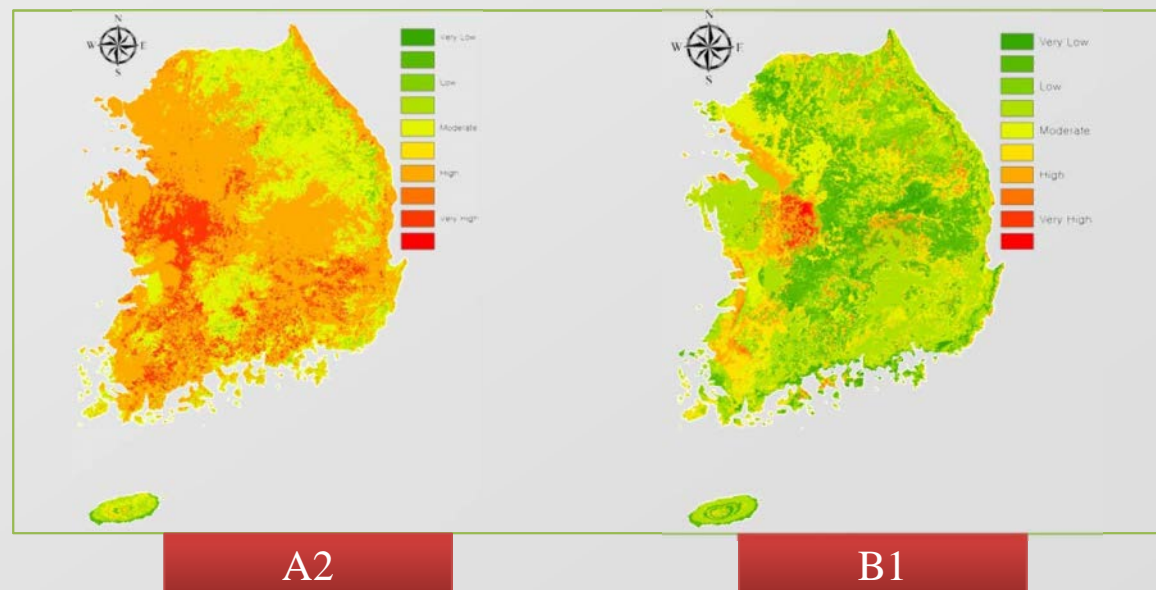 N
W E
S
Very Low
Low
Moderate
High
Very High
N
W E
S
Very Low
Low
Moderate
High
Very High
A2
B1